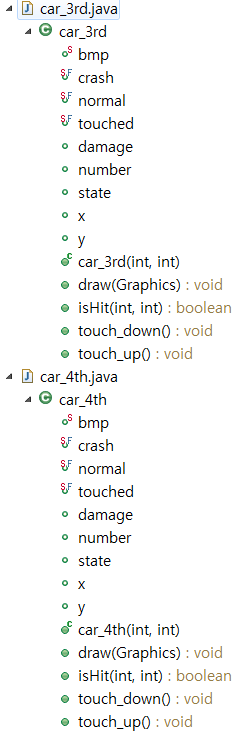 car_3rd.java
car_3rd
bmp
crash
normal
touched
damage
number
state
x
y
car_3rd(int, int)
draw(Graphics) : void
isHit(int, int) : boolean
touch_down() : void
touch_up() : void
car_4th.java
car_4th
bmp
crash
normal
touched
damage
number
state
x
y
car_4th(int, int)
draw(Graphics) : void
isHit(int, int) : boolean
touch_down() : void
touch_up() : void